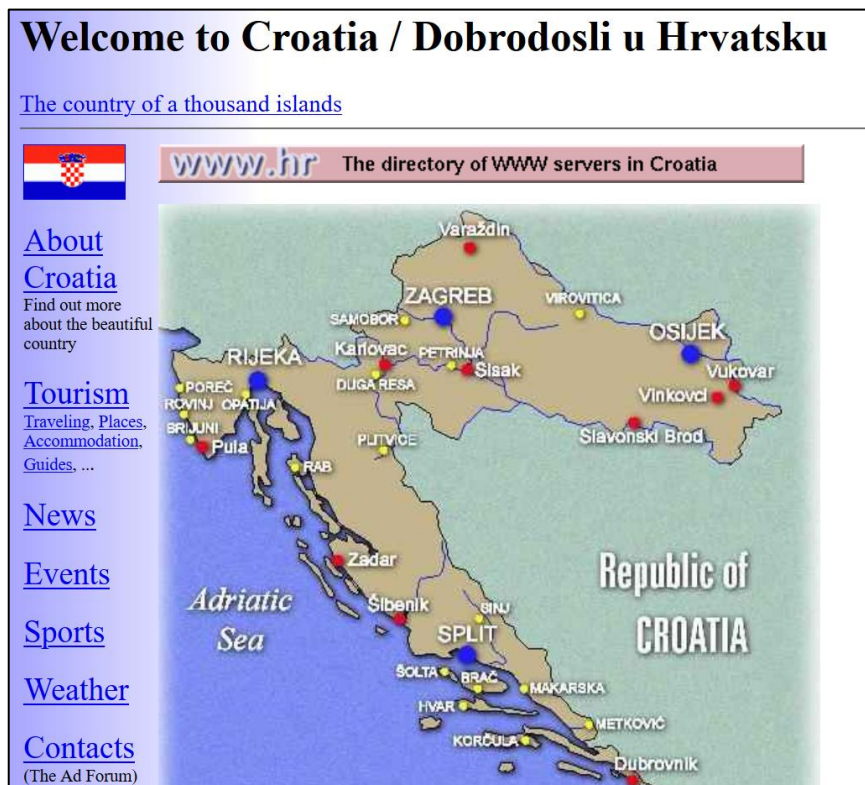 Welcome to Croatia / Dobrodosli u Hrvatsku
The country of a thousand islands
www.hr The directory of WWW servers in Croatia
About
Croatia
Find out more
about the beautiful
country
Tourism
Traveling, Places,
Accommodation,
Guides, ...
News
Events
Sports
Weather
Contacts
(The Ad Forum)
Varaždin
ZAGREB
VIROVITICA
SAMOBOR
OSIJEK
RIJEKA
Karlovac
PETRINJA
Sisak
Vukovar
POREČ
DUGA RESA
Vinkovci
ROVINJ
OPATIJA
BRIJUNI
Pula
PLITVICE
Slavonski Brod
RAB
Zadar
Republic of
CROATIA
Adriatic
Sea
Šibenik
SINJ
SPLIT
ŠOLTA
BRAČ
MAKARSKA
HVAR
METKOVIĆ
KORČULA
Dubrovnik